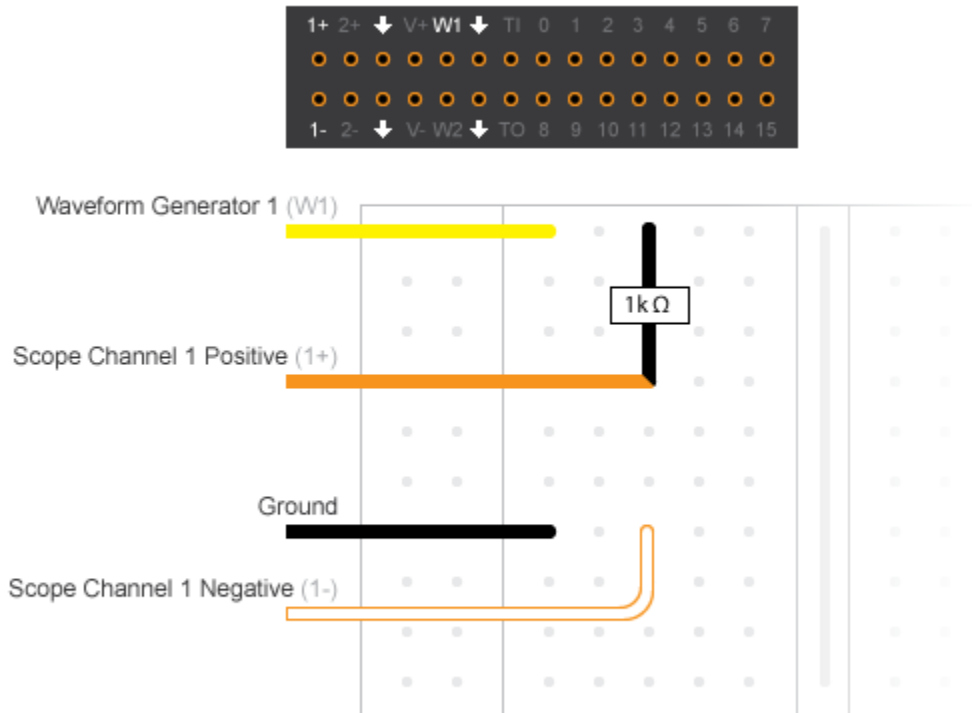 1+ 2+ V+ W1 TI 0 1 2 3 4 5 6 7
1- 2- V- W2 TO 8 9 10 11 12 13 14 15
Waveform Generator 1 (W1)
1k Ω
Scope Channel 1 Positive (1+)
Ground
Scope Channel 1 Negative (1-)